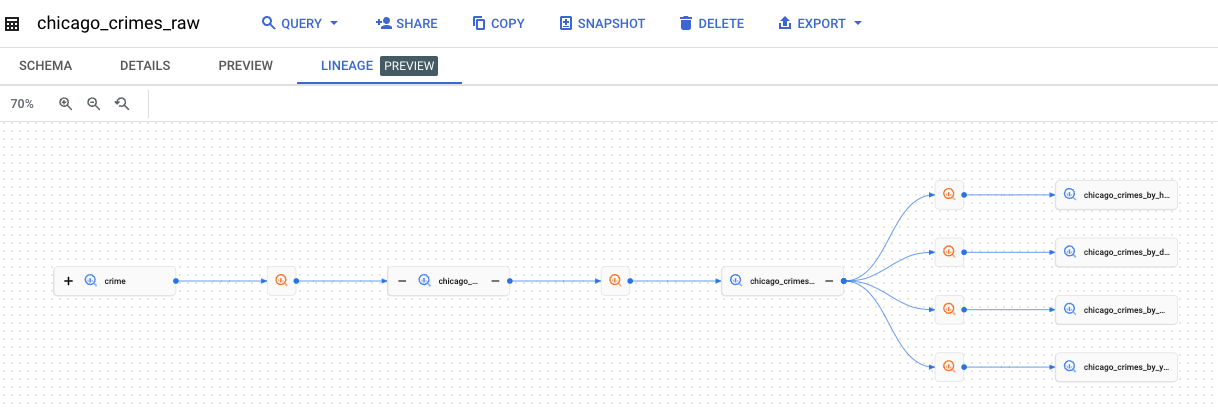 chicago_crimes_raw QUERY SHARE COPY SNAPSHOT DELETE EXPORT
SCHEMA DETAILS PREVIEW LINEAGE PREVIEW
70%
chicago_crimes_by_h...
chicago_crimes_by_d...
crime chicago_... chicago_crimes...
chicago_crimes_by_...
chicago_crimes_by_y...